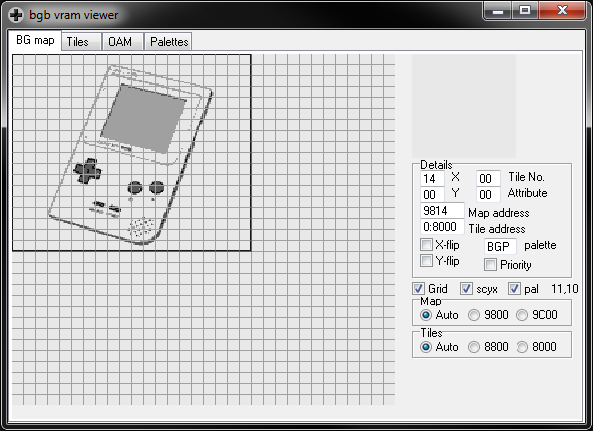 bgb vram viewer
BG map Tiles OAM Palettes
Details
14 X 00 Tile No.
00 Y 00 Attribute
9814 Map address
0:8000 Tile address
X-flip BGP palette
Y-flip Priority
Grid scyx pal 11,10
Map
Auto 9800 9C00
Tiles
Auto 8800 8000